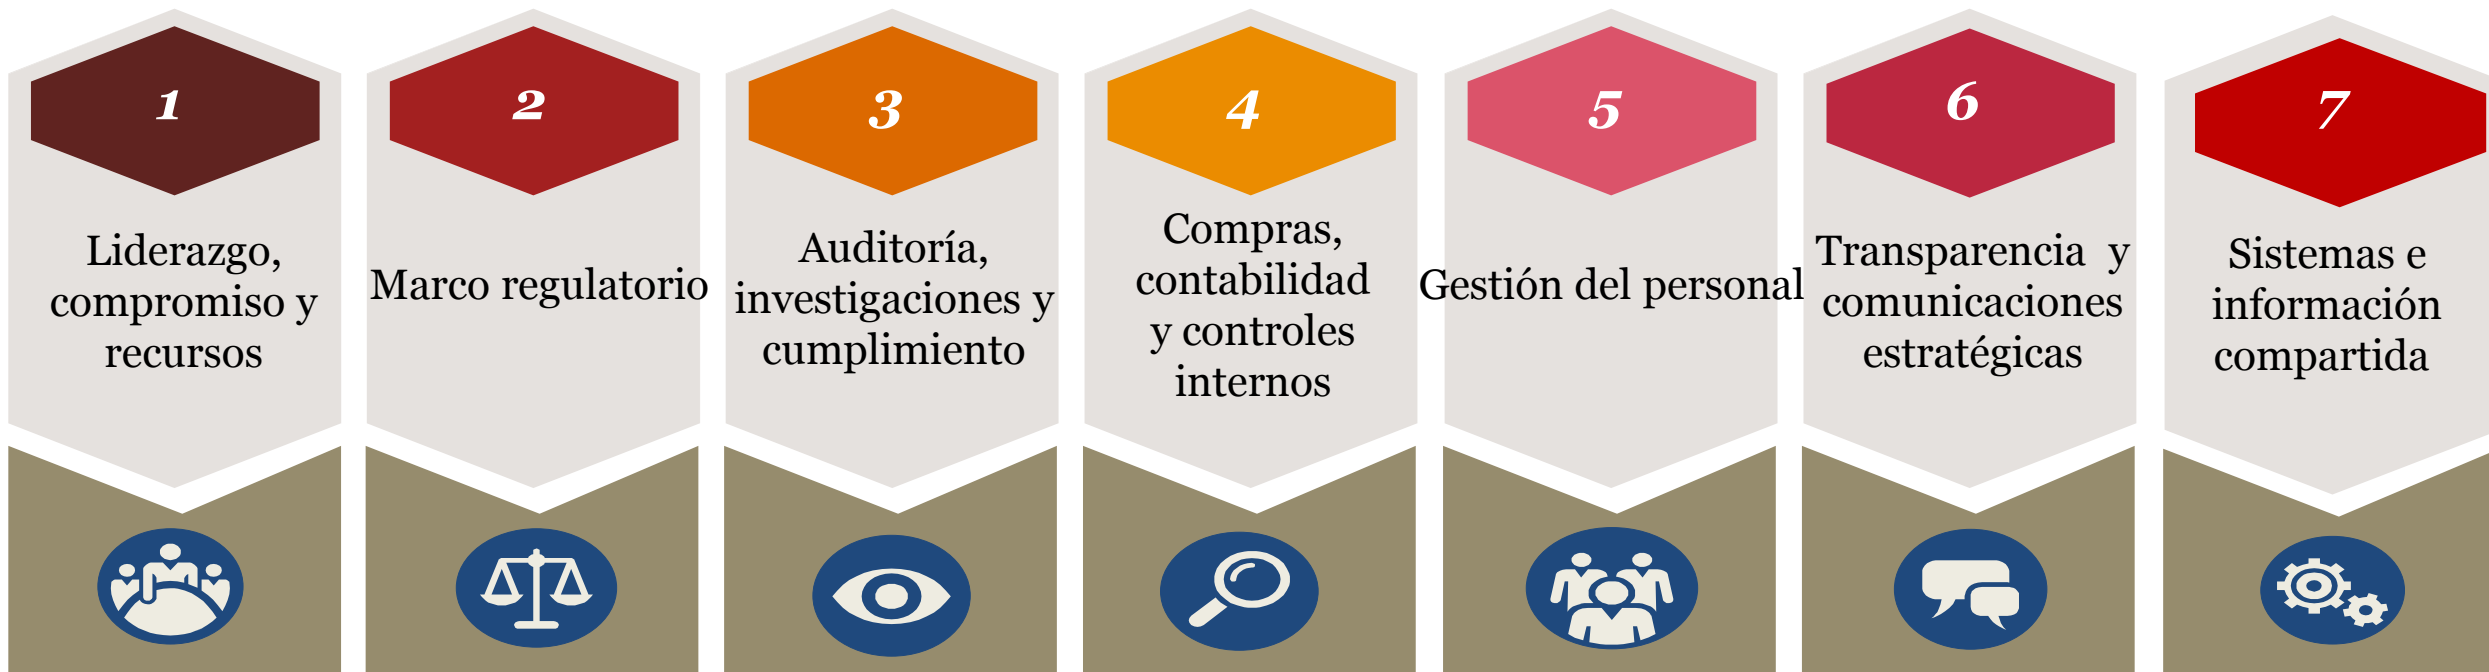 1
Liderazgo,
compromiso y
recursos
2
Marco regulatorio
3
Auditoría,
investigaciones y
cumplimiento
4
Compras,
contabilidad
y controles
internos
5
Gestión del personal
6
Transparencia y
comunicaciones
estratégicas
7
Sistemas e
información
compartida